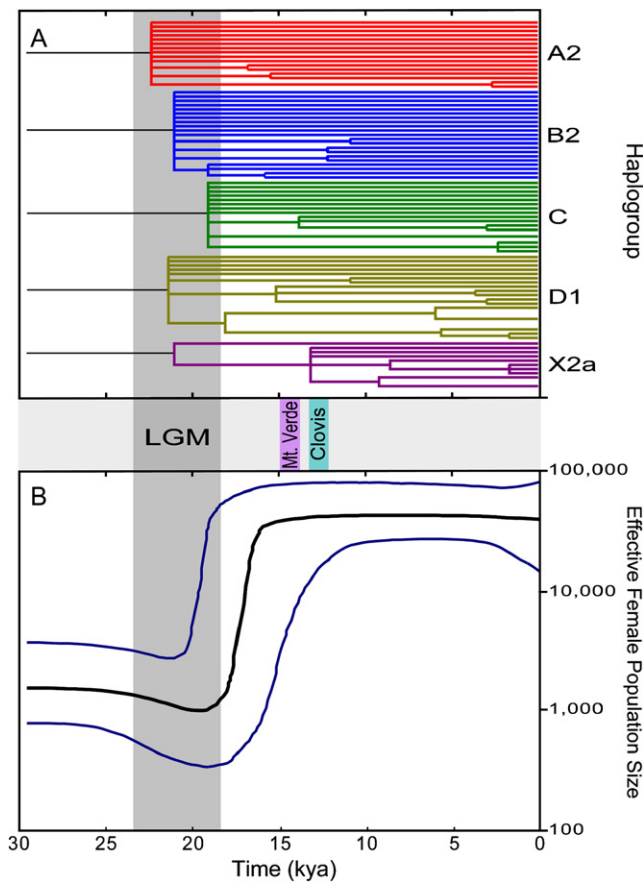 A
A2
B2
C
D1
X2a
Haplogroup
LGM
Mt. Verde
Clovis
B
100,000
10,000
1,000
100
Effective Female Population Size
30
25
20
15
10
5
0
Time (kya)